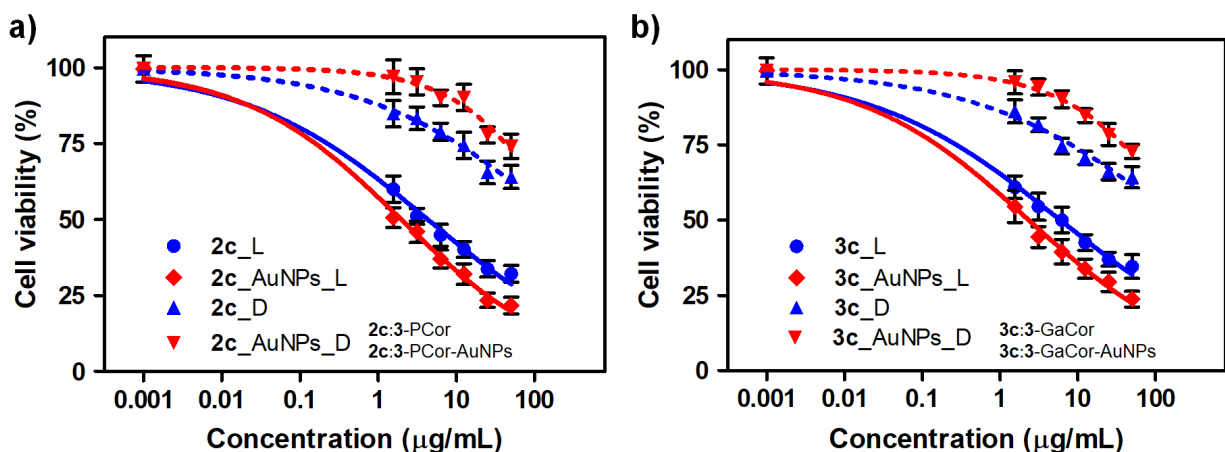 a)
Cell viability (%)
100
75
50
25
0
2c_L
2c_AuNPs_L
2c_D
2c_AuNPs_D
2c:3-PCor
2c:3-PCor-AuNPs
0.001 0.01 0.1 1 10 100
Concentration (μg/mL)
b)
Cell viability (%)
100
75
50
25
0
3c_L
3c_AuNPs_L
3c_D
3c_AuNPs_D
3c:3-GaCor
3c:3-GaCor-AuNPs
0.001 0.01 0.1 1 10 100
Concentration (μg/mL)